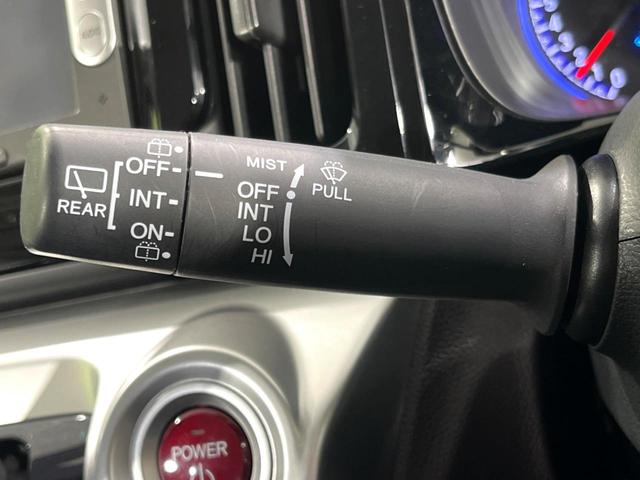 OFF-
INT-
ON-
REAR
MIST
OFF
INT
LO
HI
PULL
POWER